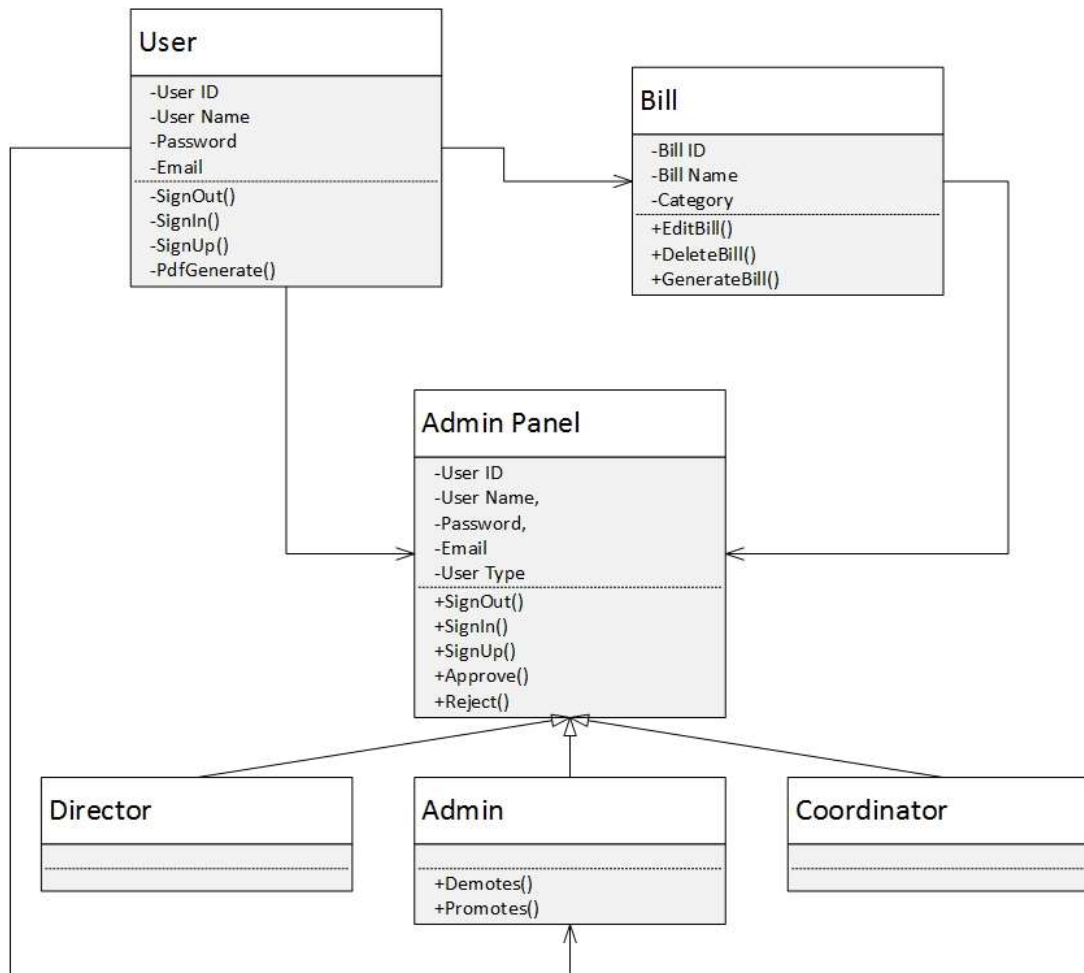 User
-User ID
-User Name
-Password
-Email
-SignOut()
-SignIn()
-SignUp()
-PdfGenerate()
Bill
-Bill ID
-Bill Name
-Category
+EditBill()
+DeleteBill()
+GenerateBill()
Admin Panel
-User ID
-User Name,
-Password,
-Email
-User Type
+SignOut()
+SignIn()
+SignUp()
+Approve()
+Reject()
Director
Admin
+Demotes()
+Promotes()
Coordinator